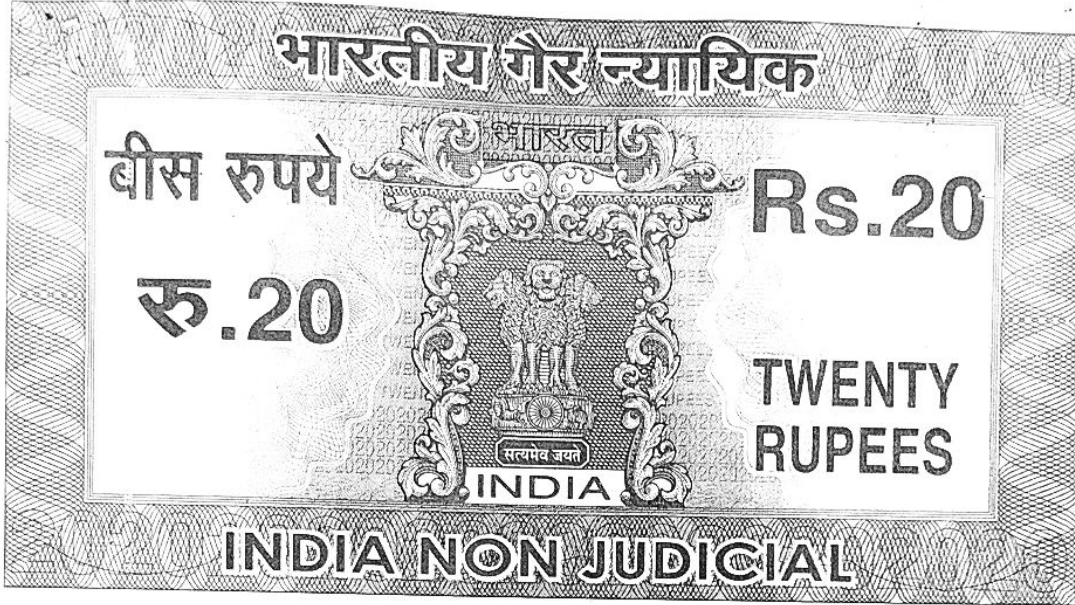 भारतीय गैर न्यायिक
भारत
बीस रुपये
Rs.20
रु.20
TWENTY
RUPEES
सत्यमेव जयते
INDIA
INDIA NON JUDICIAL